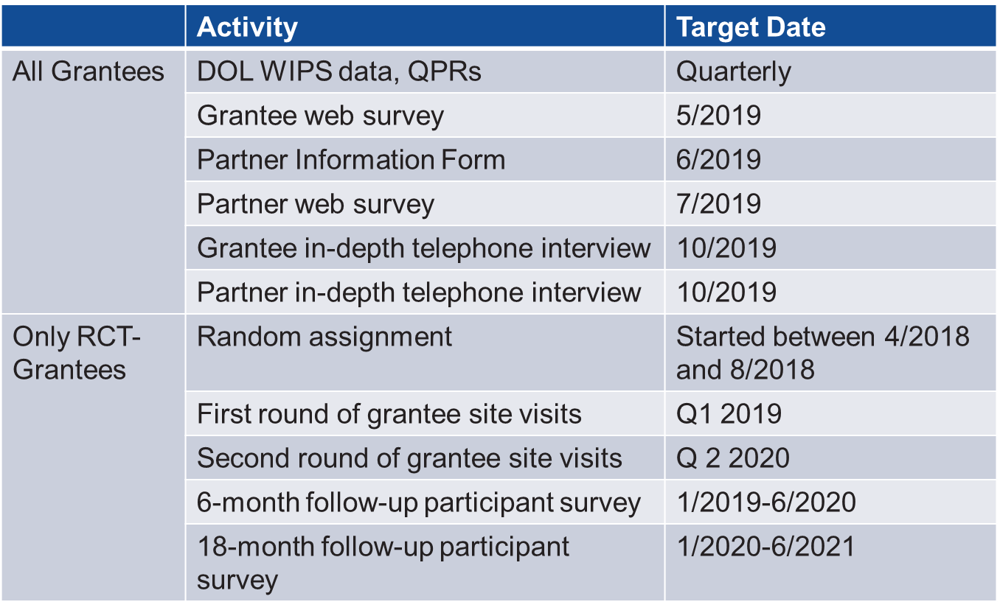 Activity Target Date
All Grantees DOL WIPS data, QPRs Quarterly
Grantee web survey 5/2019
Partner Information Form 6/2019
Partner web survey 7/2019
Grantee in-depth telephone interview 10/2019
Partner in-depth telephone interview 10/2019
Only RCT- Random assignment Started between 4/2018
Grantees and 8/2018
First round of grantee site visits Q1 2019
Second round of grantee site visits Q 2 2020
6-month follow-up participant survey 1/2019-6/2020
18-month follow-up participant 1/2020-6/2021
survey